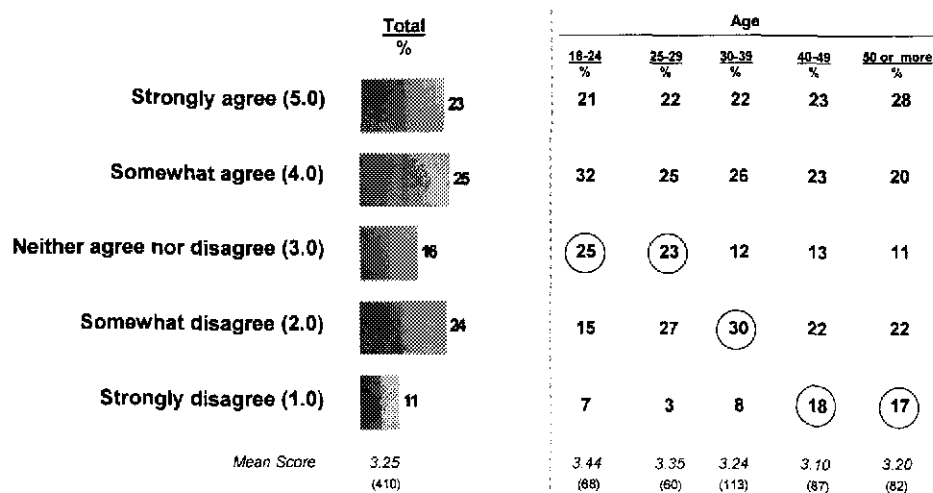 Total
%
Age
18-24 25-29 30-39 40-49 50 or more
% % % % %
Strongly agree (5.0) 23 21 22 22 23 28
Somewhat agree (4.0) 25 32 25 26 23 20
Neither agree nor disagree (3.0) 16 25 23 12 13 11
Somewhat disagree (2.0) 24 15 27 30 22 22
Strongly disagree (1.0) 11 7 3 8 18 17
Mean Score 3.25 3.44 3.35 3.24 3.10 3.20
(410) (68) (60) (113) (87) (82)